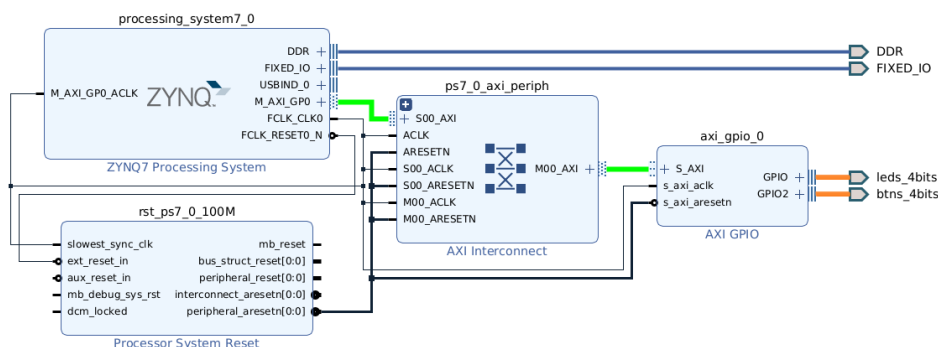 processing_system7_0
DDR
FIXED_IO
USBIND_0
M_AXI_GP0
FCLK_CLK0
FCLK_RESET0_N
M_AXI_GP0_ACLK
ZYNQ
ZYNQ7 Processing System
DDR
FIXED_IO
ps7_0_axi_periph
S00_AXI
ACLK
ARESETN
S00_ACLK
S00_ARESETN
M00_ACLK
M00_ARESETN
M00_AXI
AXI Interconnect
axi_gpio_0
S_AXI
s_axi_aclk
s_axi_aresetn
GPIO
GPIO2
AXI GPIO
leds_4bits
btns_4bits
rst_ps7_0_100M
slowest_sync_clk
ext_reset_in
aux_reset_in
mb_debug_sys_rst
dcm_locked
mb_reset
bus_struct_reset[0:0]
peripheral_reset[0:0]
interconnect_aresetn[0:0]
peripheral_aresetn[0:0]
Processor System Reset